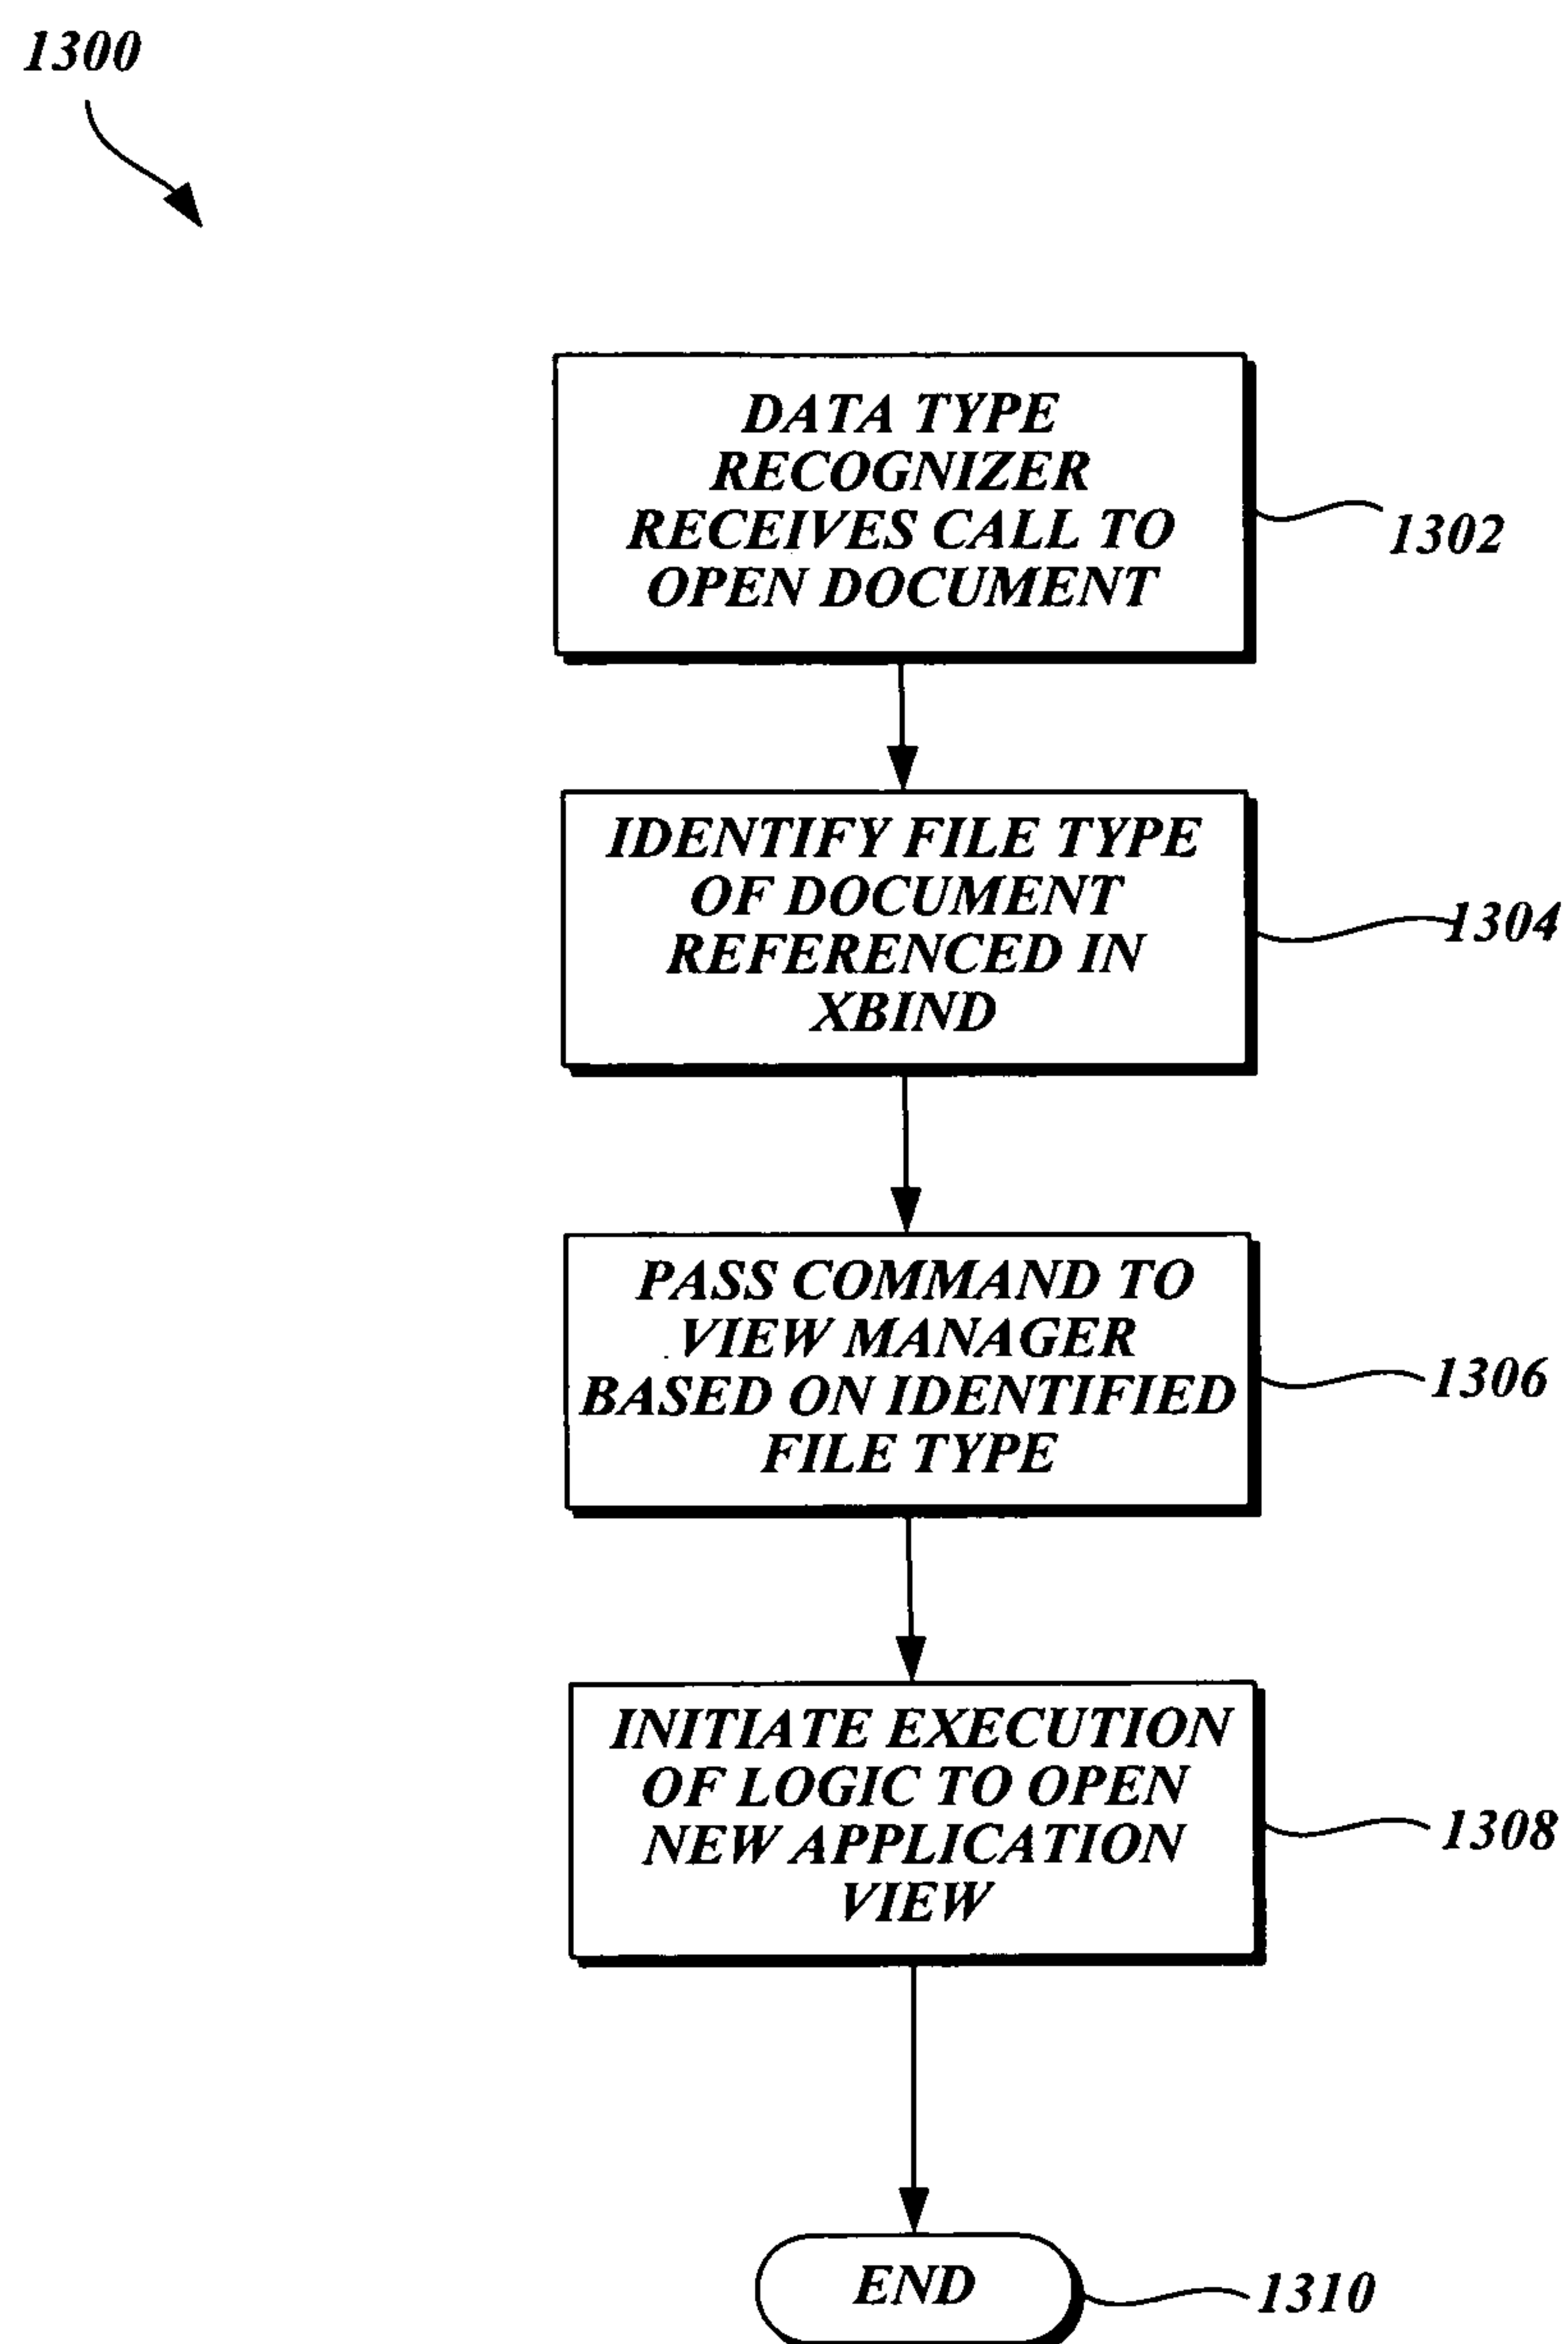 1300
DATA TYPE
RECOGNIZER
RECEIVES CALL TO
OPEN DOCUMENT
1302
IDENTIFY FILE TYPE
OF DOCUMENT
REFERENCED IN
XBIND
1304
PASS COMMAND TO
VIEW MANAGER
BASED ON IDENTIFIED
FILE TYPE
1306
INITIATE EXECUTION
OF LOGIC TO OPEN
NEW APPLICATION
VIEW
1308
END
1310